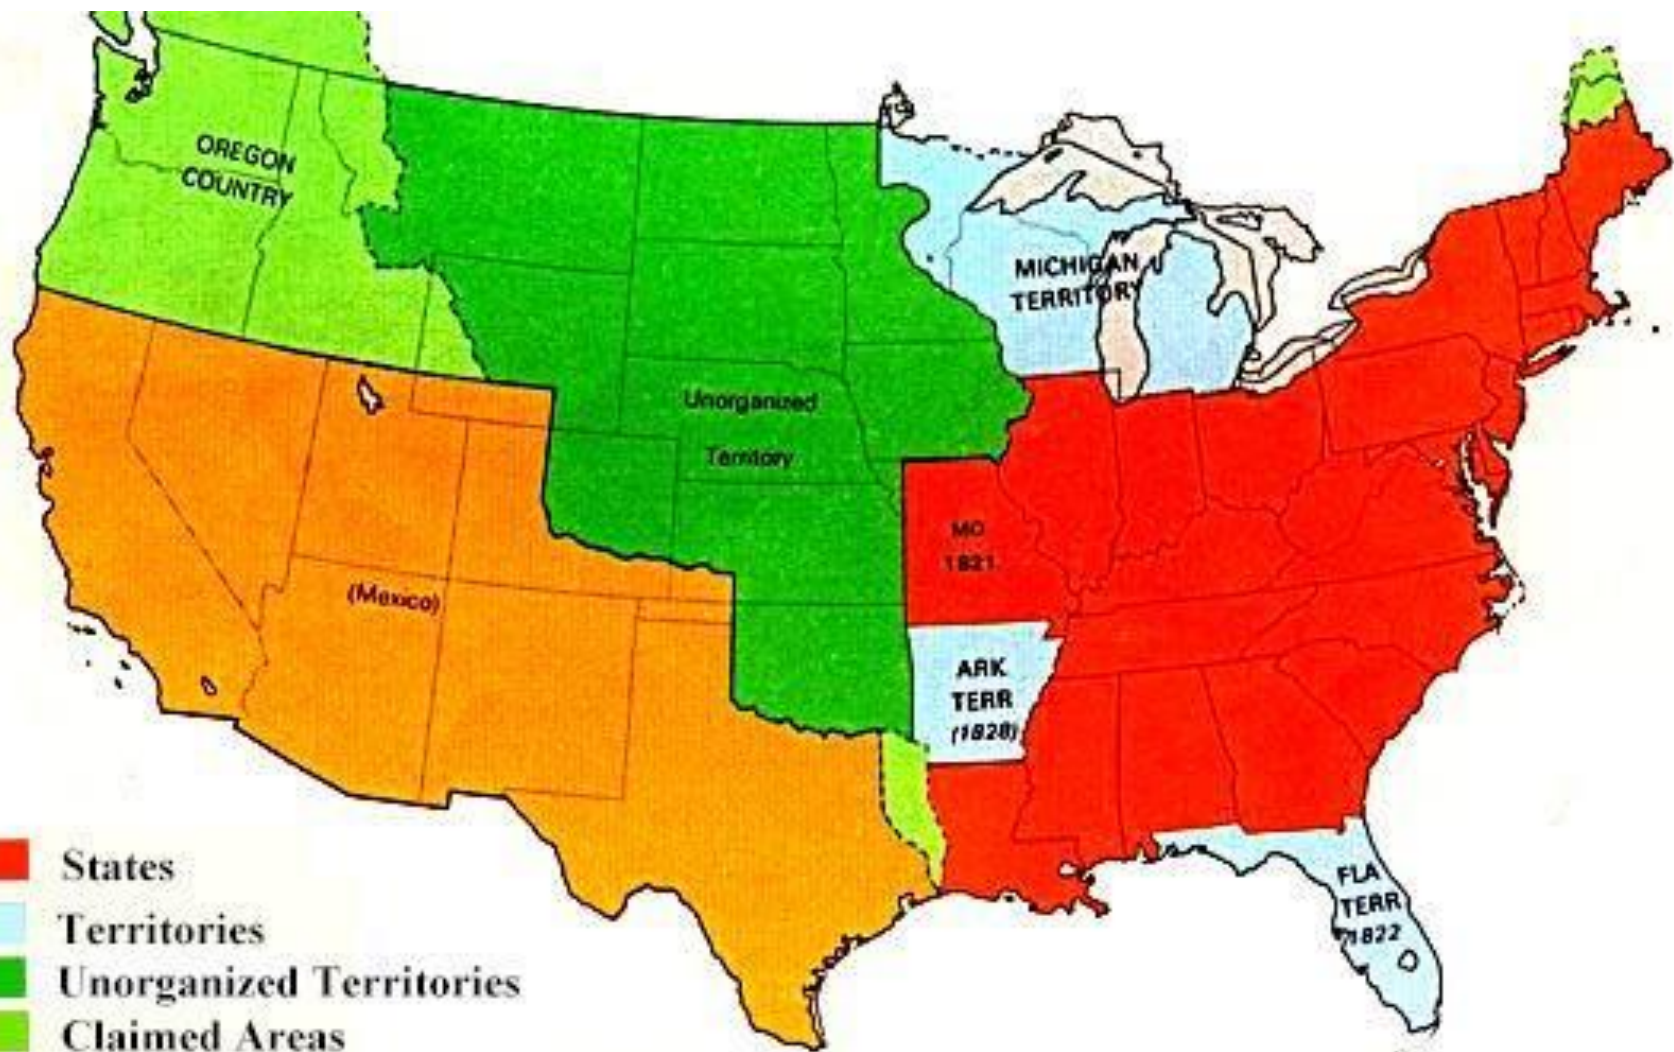 OREGON
COUNTRY
MICHIGAN
TERRITORY
Unorganized
Territory
MO
1821
(Mexico)
ARK
TERR
(1828)
FLA
TERR
1822
States
Territories
Unorganized Territories
Claimed Areas